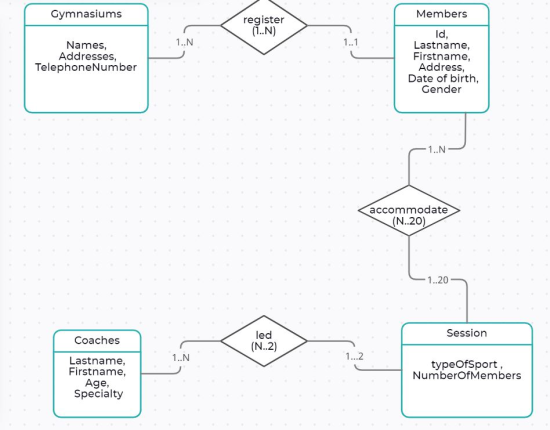 Gymnasiums
Names,
Addresses,
TelephoneNumber
1..N
register
(1..N)
1..1
Members
Id,
Lastname,
Firstname,
Address,
Date of birth,
Gender
1..N
accommodate
(N..20)
1..20
Coaches
Lastname,
Firstname,
Age,
Specialty
1..N
led
(N..2)
1...2
Session
typeOfSport ,
NumberOfMembers